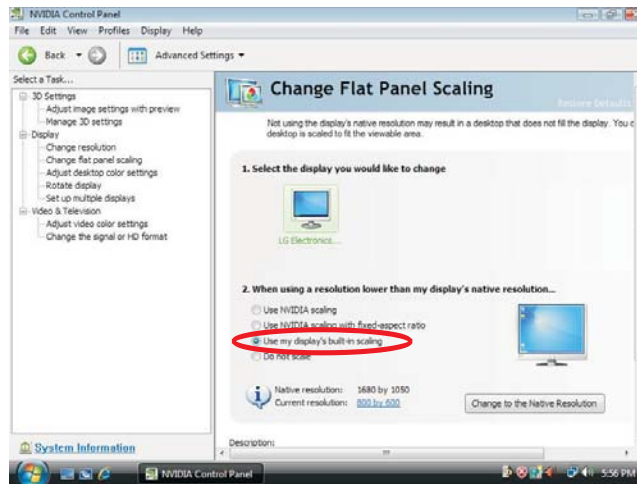 NVIDIA Control Panel
File Edit View Profiles Display Help
Back Advanced Settings
Select a Task...
3D Settings
Adjust image settings with preview
Manage 3D settings
Display
Change resolution
Change flat panel scaling
Adjust desktop color settings
Rotate display
Set up multiple displays
Video & Television
Adjust video color settings
Change the signal or HD format
System Information
Change Flat Panel Scaling
Restore Defaults
Not using the display's native resolution may result in a desktop that does not fill the display. You c
desktop is scaled to fit the viewable area.
1. Select the display you would like to change
LG Electronics...
2. When using a resolution lower than my display's native resolution...
Use NVIDIA scaling
Use NVIDIA scaling with fixed-aspect ratio
Use my display's built-in scaling
Do not scale
Native resolution: 1680 by 1050
Current resolution: 800 by 600
Change to the Native Resolution
Description:
NVIDIA Control Panel
5:56 PM